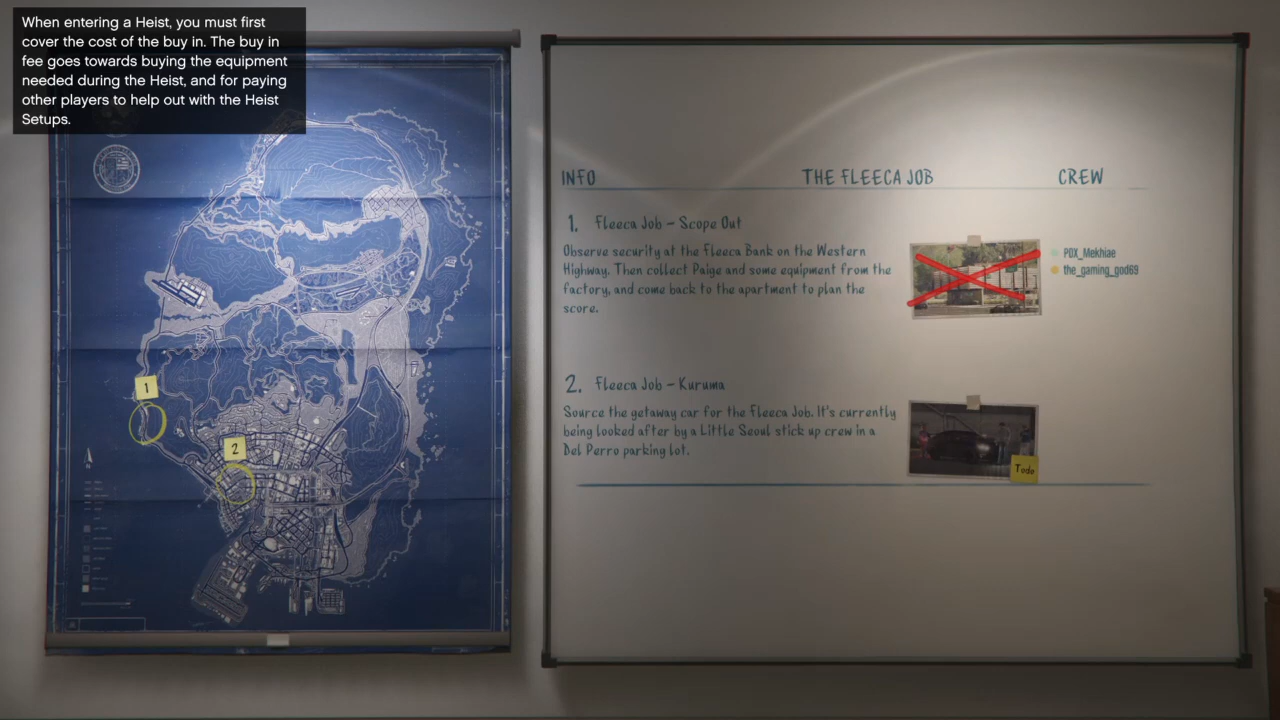 When entering a Heist, you must first
cover the cost of the buy in. The buy in
fee goes towards buying the equipment
needed during the Heist, and for paying
other players to help out with the Heist
Setups.
INFO
THE FLEECA JOB
CREW
1. Fleeca Job – Scope Out
Observe security at the Fleeca Bank on the Western
Highway. Then collect Paige and some equipment from the
factory, and come back to the apartment to plan the
score.
PDX_Mekhiae
the_gaming_god69
2. Fleeca Job – Kuruma
Source the getaway car for the Fleeca Job. It's currently
being looked after by a Little Seoul stick up crew in a
Del Perro parking lot.
Todo
1
2
N